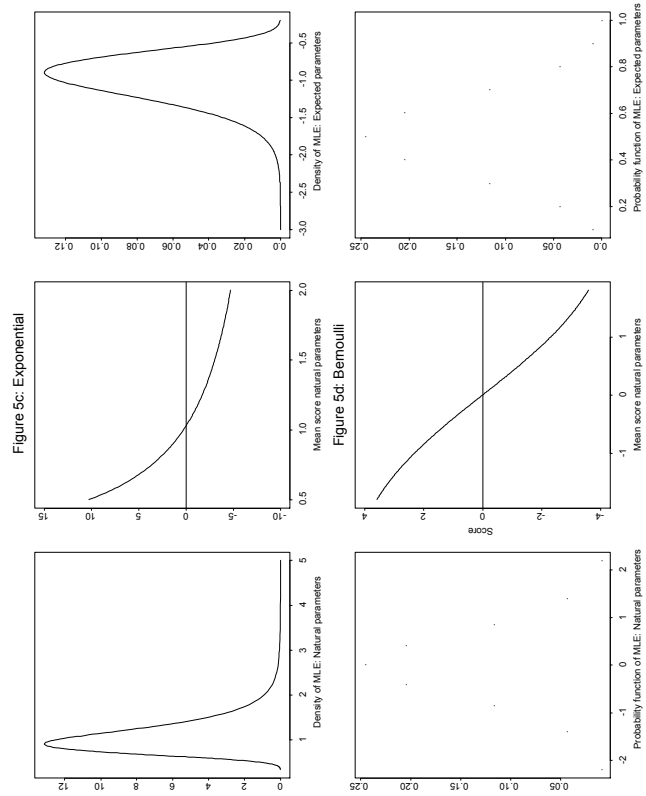 Figure 5c: Exponential
12
10
8
6
4
2
0
1 2 3 4 5
Density of MLE: Natural parameters
15
10
5
0
-5
-10
0.5 1.0 1.5 2.0
Mean score natural parameters
0.12
0.10
0.08
0.06
0.04
0.02
0.0
-3.0 -2.5 -2.0 -1.5 -1.0 -0.5
Density of MLE: Expected parameters
Figure 5d: Bernoulli
0.25
0.20
0.15
0.10
0.05
-2 -1 0 1 2
Probability function of MLE: Natural parameters
Score
4
2
0
-2
-4
-1 0 1
Mean score natural parameters
0.25
0.20
0.15
0.10
0.05
0.0
0.2 0.4 0.6 0.8 1.0
Probability function of MLE: Expected parameters